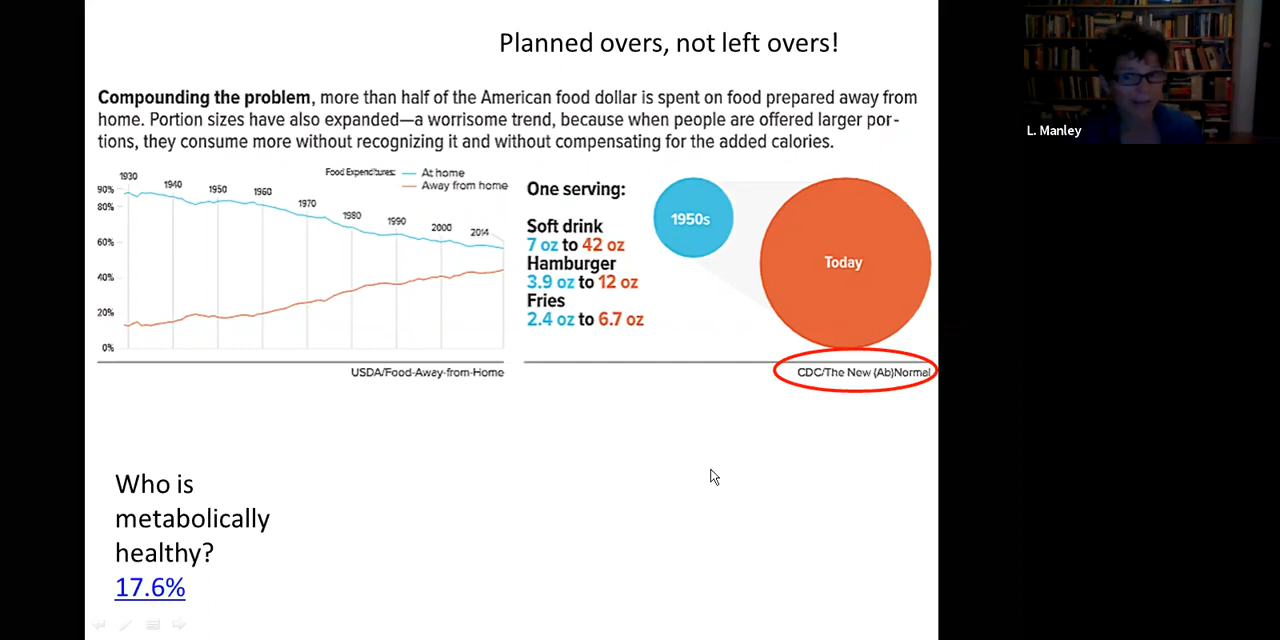 Planned overs, not left overs!
L. Manley
Compounding the problem, more than half of the American food dollar is spent on food prepared away from
home. Portion sizes have also expanded—a worrisome trend, because when people are offered larger por-
tions, they consume more without recognizing it and without compensating for the added calories.
Food Expenditures:
At home
Away from home
1930
1940
1950
1960
1970
1980
1990
2000
2014
90%
80%
60%
40%
20%
0%
USDA/Food-Away-from-Home
One serving:
Soft drink
7 oz to 42 oz
Hamburger
3.9 oz to 12 oz
Fries
2.4 oz to 6.7 oz
1950s
Today
CDC/The New (Ab)Normal
Who is
metabolically
healthy?
17.6%